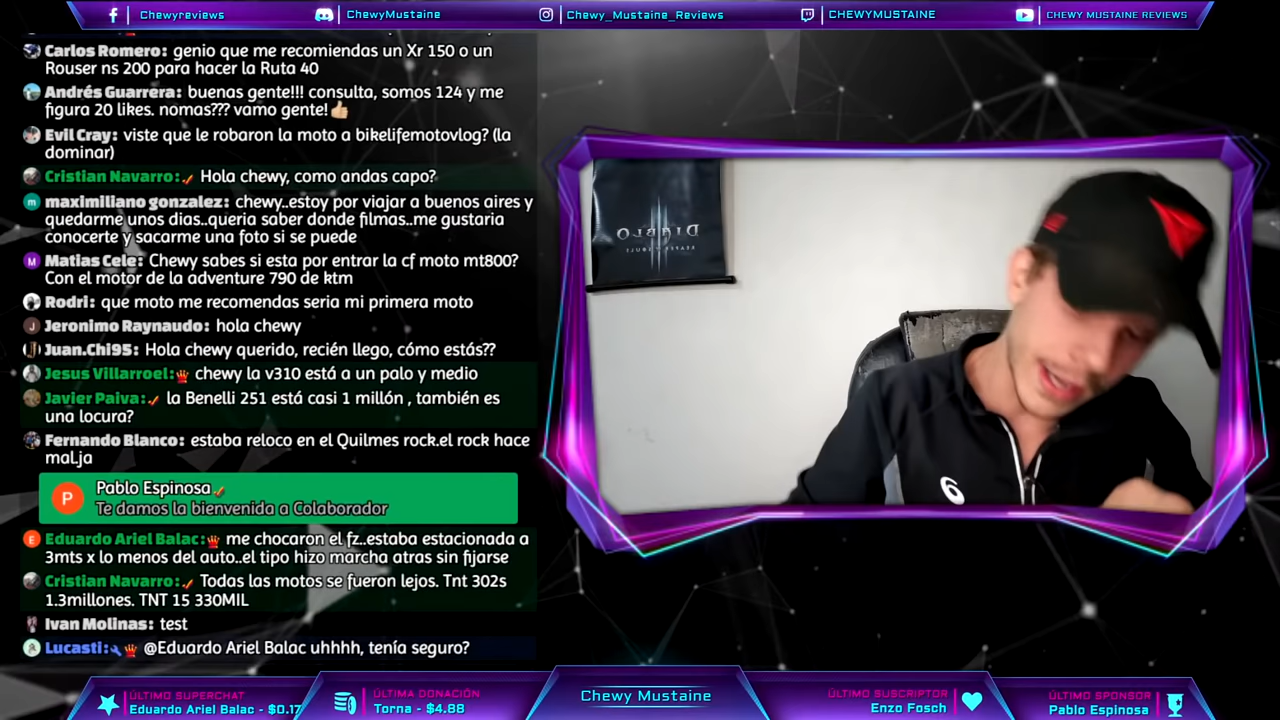 Chewyreviews
ChewyMustaine
Chewy_Mustaine_Reviews
CHEWYMUSTAINE
CHEWY MUSTAINE REVIEWS
Carlos Romero: genio que me recomiendas un Xr 150 o un
Rouser ns 200 para hacer la Ruta 40
Andrés Guarrera: buenas gente!!! consulta, somos 124 y me
figura 20 likes. nomas??? vamo gente!👍
Evil Cray: viste que le robaron la moto a bikelifemotovlog? (la
dominar)
Cristian Navarro: Hola chewy, como andas capo?
maximiliano gonzalez: chewy..estoy por viajar a buenos aires y
quedarme unos dias..queria saber donde filmas..me gustaria
conocerte y sacarme una foto si se puede
Matias Cele: Chewy sabes si esta por entrar la cf moto mt800?
Con el motor de la adventure 790 de ktm
Rodri: que moto me recomendas seria mi primera moto
Jeronimo Raynaudo: hola chewy
Juan.Chi95: Hola chewy querido, recién llego, cómo estás??
Jesus Villarroel: chewy la v310 está a un palo y medio
Javier Paiva: la Benelli 251 está casi 1 millón , también es
una locura?
Fernando Blanco: estaba reloco en el Quilmes rock.el rock hace
mal.ja
P
Pablo Espinosa
Te damos la bienvenida a Colaborador
Eduardo Ariel Balac: me chocaron el fz..estaba estacionada a
3mts x lo menos del auto..el tipo hizo marcha atras sin fijarse
Cristian Navarro: Todas las motos se fueron lejos. Tnt 302s
1.3millones. TNT 15 330MIL
Ivan Molinas: test
Lucasti: @Eduardo Ariel Balac uhhhh, tenía seguro?
DIABLO
ÚLTIMO SUPERCHAT
Eduardo Ariel Balac - $0.17
ÚLTIMA DONACIÓN
Torna - $4.88
Chewy Mustaine
ÚLTIMO SUSCRIPTOR
Enzo Fosch
ÚLTIMO SPONSOR
Pablo Espinosa